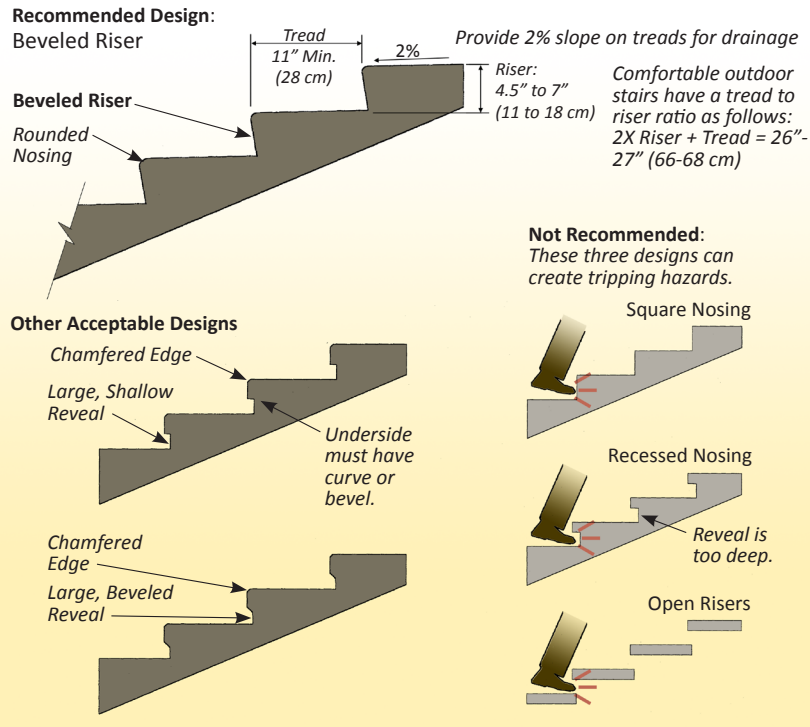 Recommended Design:
Beveled Riser
Tread
11” Min.
(28 cm)
2%
Provide 2% slope on treads for drainage
Riser:
4.5” to 7”
(11 to 18 cm)
Comfortable outdoor
stairs have a tread to
riser ratio as follows:
2X Riser + Tread = 26”-
27” (66-68 cm)
Beveled Riser
Rounded
Nosing
Not Recommended:
These three designs can
create tripping hazards.
Square Nosing
Other Acceptable Designs
Chamfered Edge
Large, Shallow
Reveal
Underside
must have
curve or
bevel.
Recessed Nosing
Reveal is
too deep.
Chamfered
Edge
Large, Beveled
Reveal
Open Risers